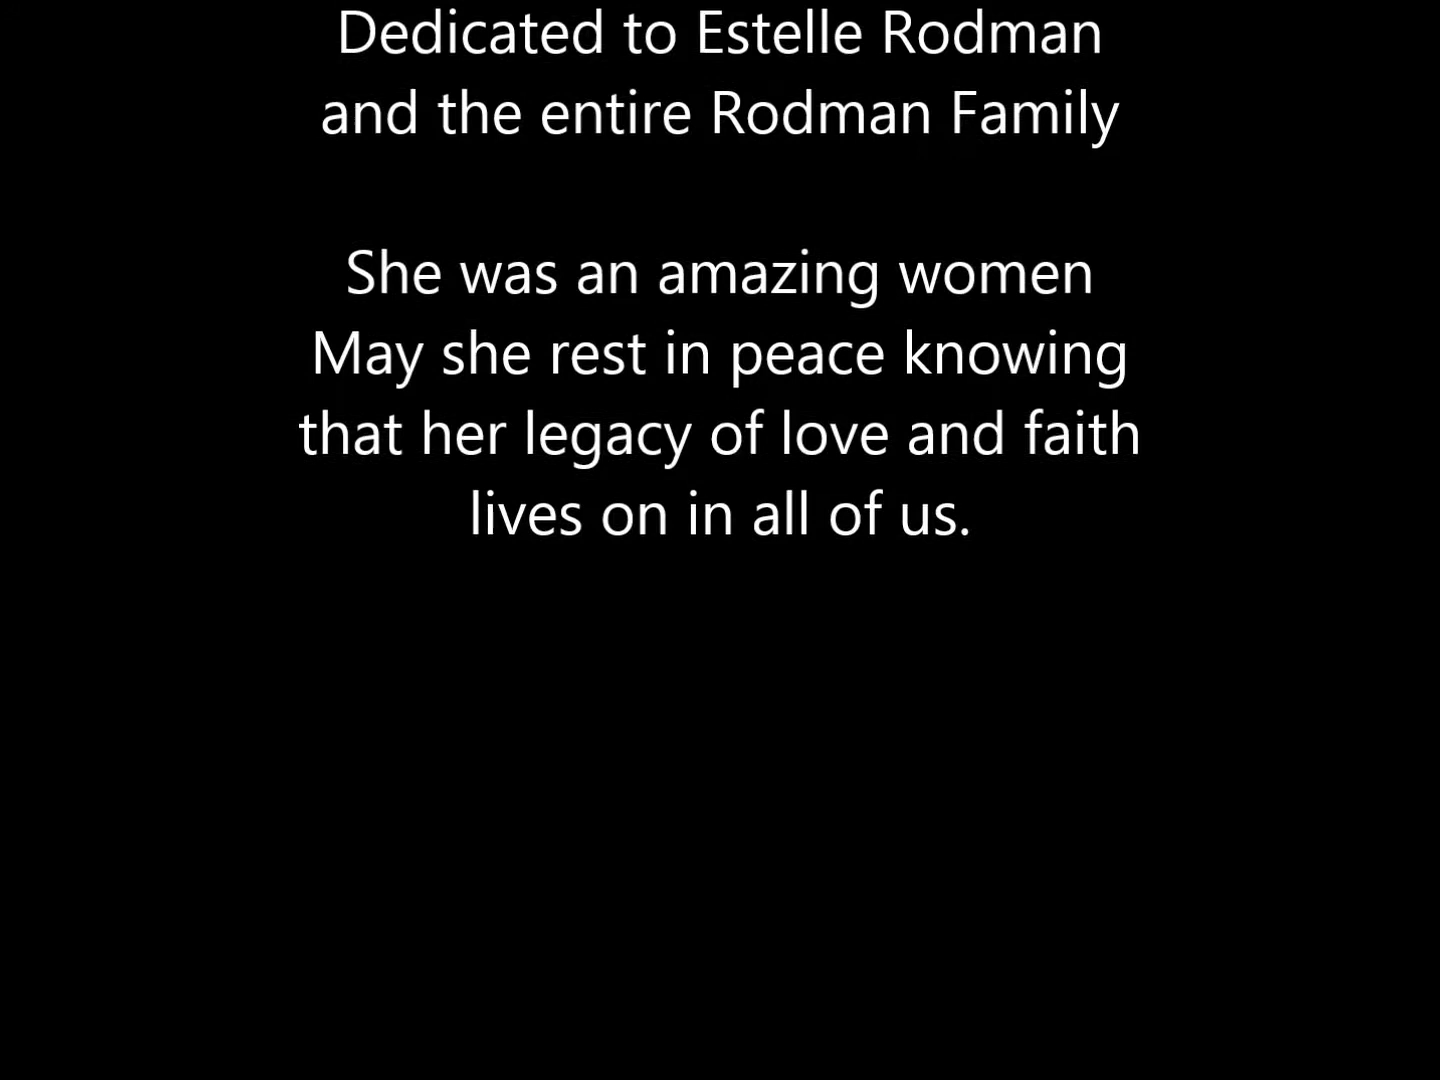 Dedicated to Estelle Rodman
and the entire Rodman Family
She was an amazing women
May she rest in peace knowing
that her legacy of love and faith
lives on in all of us.